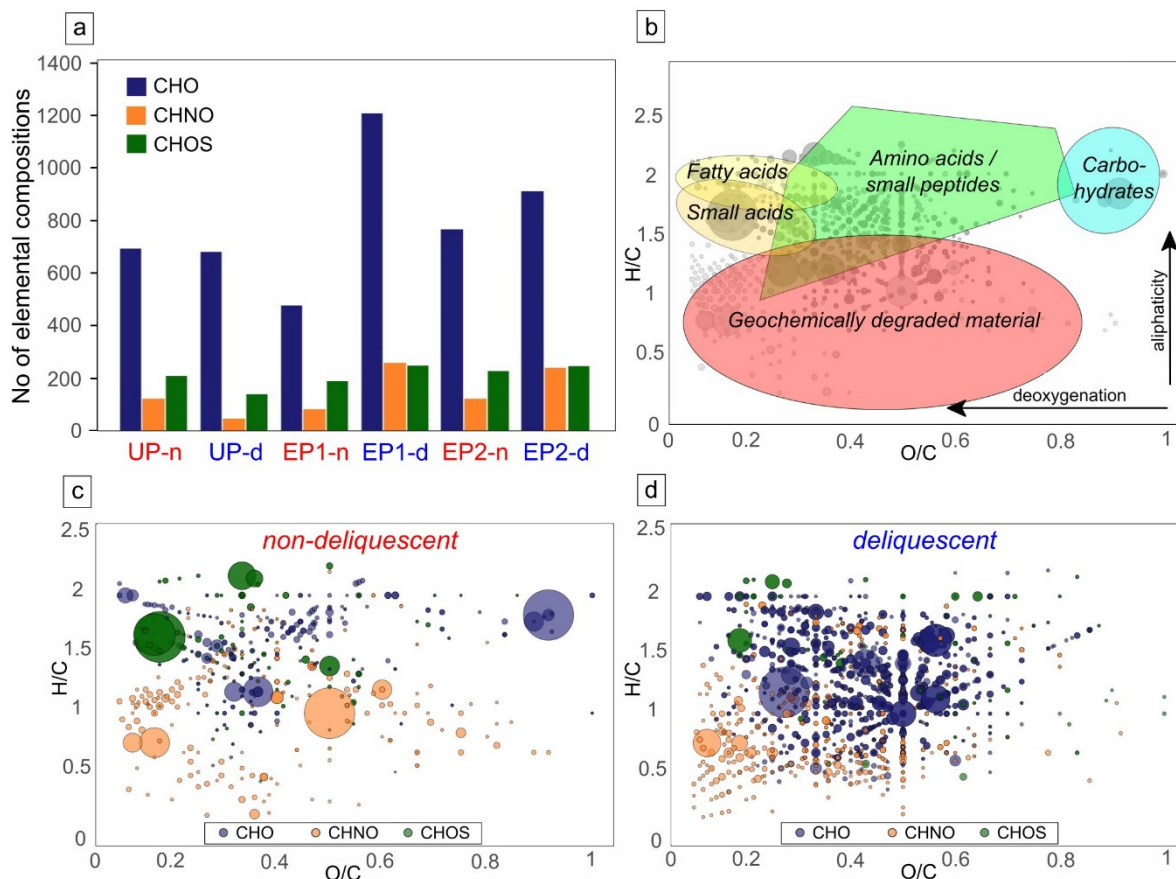 a
No of elemental compositions
1400
1200
1000
800
600
400
200
0
CHO
CHNO
CHOS
UP-n UP-d EP1-n EP1-d EP2-n EP2-d
b
H/C
2.5
2
1.5
1
0.5
0
Fatty acids
Small acids
Amino acids /
small peptides
Carbo-
hydrates
Geochemically degraded material
aliphaticity
deoxygenation
0 0.2 0.4 0.6 0.8 1
O/C
c
non-deliquescent
H/C
2.5
2
1.5
1
0.5
0
CHO CHNO CHOS
0 0.2 0.4 0.6 0.8 1
O/C
d
deliquescent
H/C
2.5
2
1.5
1
0.5
0
CHO CHNO CHOS
0 0.2 0.4 0.6 0.8 1
O/C